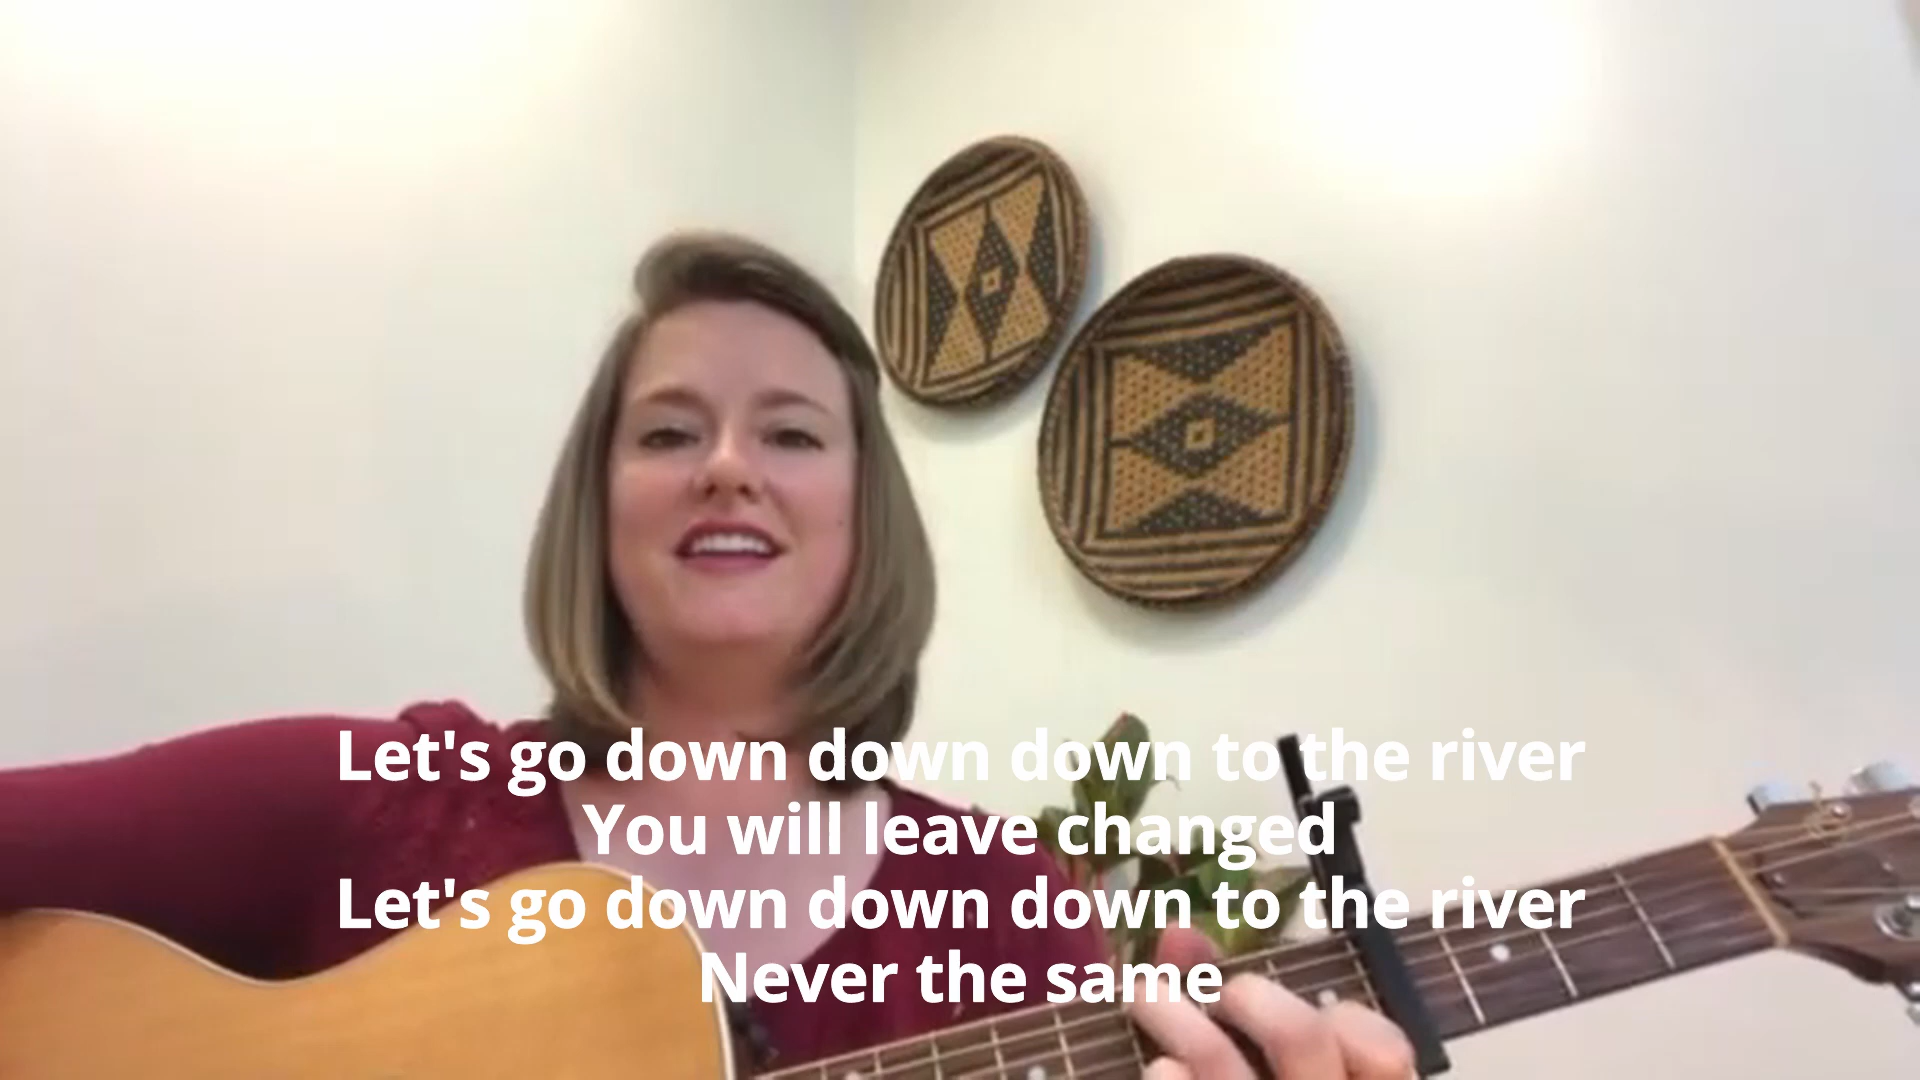 Let's go down down down to the river
You will leave changed
Let's go down down down to the river
Never the same